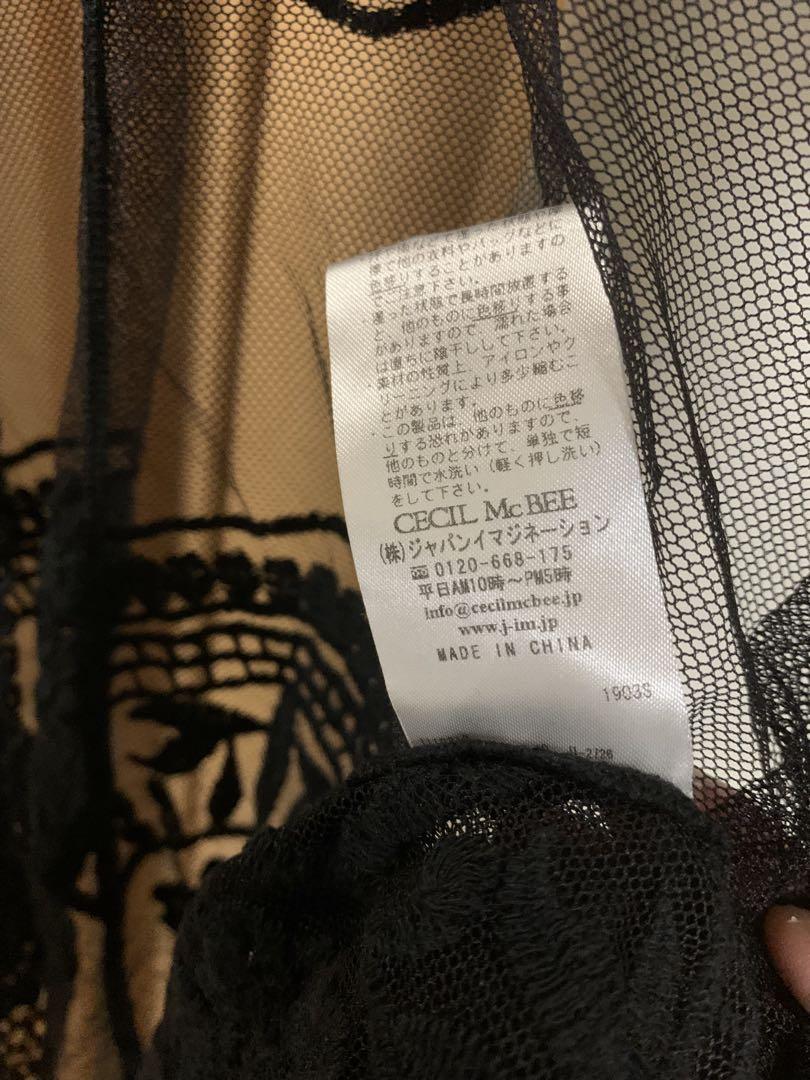 擦で他の衣料やバッグなどに
色移りすることがありますの
でご注意下さい。
・湿った状態で長時間放置する
と、他のものに色移りする事
がありますので、濡れた場合
は直ちに陰干しして下さい。
・素材の性質上、アイロンやク
リーニングにより多少縮むこ
とがあります。
・この製品は、他のものに色移
りする恐れがありますので、
他のものと分けて、単独で短
時間で水洗い（軽く押し洗い）
をして下さい。
CECIL McBEE
(株)ジャパンイマジネーション
☎0120-668-175
平日AM10時～PM5時
info@cecilmcbee.jp
www.j-im.jp
MADE IN CHINA
1903S